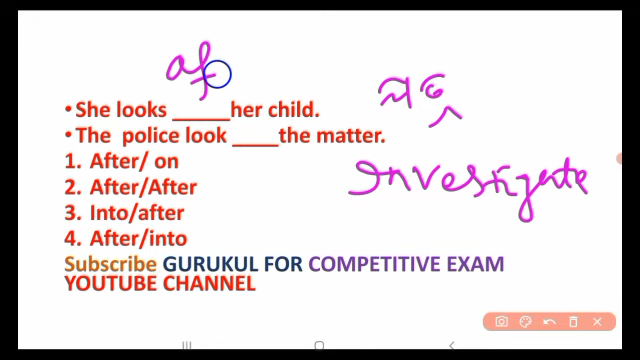 af
• She looks _____her child.
• The police look ____the matter.
1. After/ on
2. After/After
3. Into/after
4. After/into
Investigate
Subscribe GURUKUL FOR COMPETITIVE EXAM
YOUTUBE CHANNEL